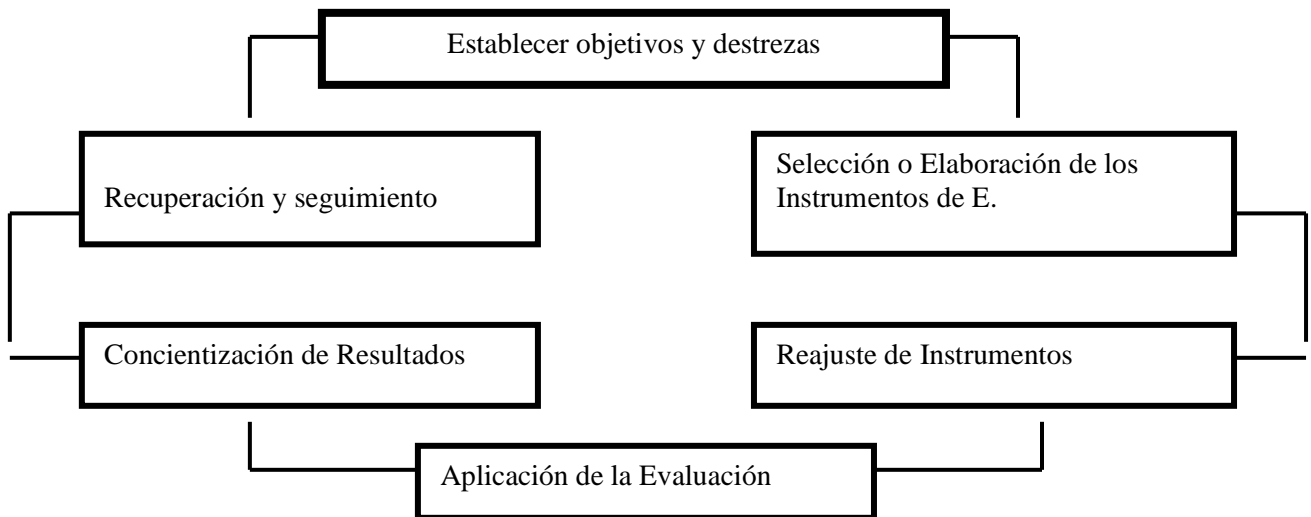 Establecer objetivos y destrezas
Recuperación y seguimiento
Selección o Elaboración de los
Instrumentos de E.
Concientización de Resultados
Reajuste de Instrumentos
Aplicación de la Evaluación